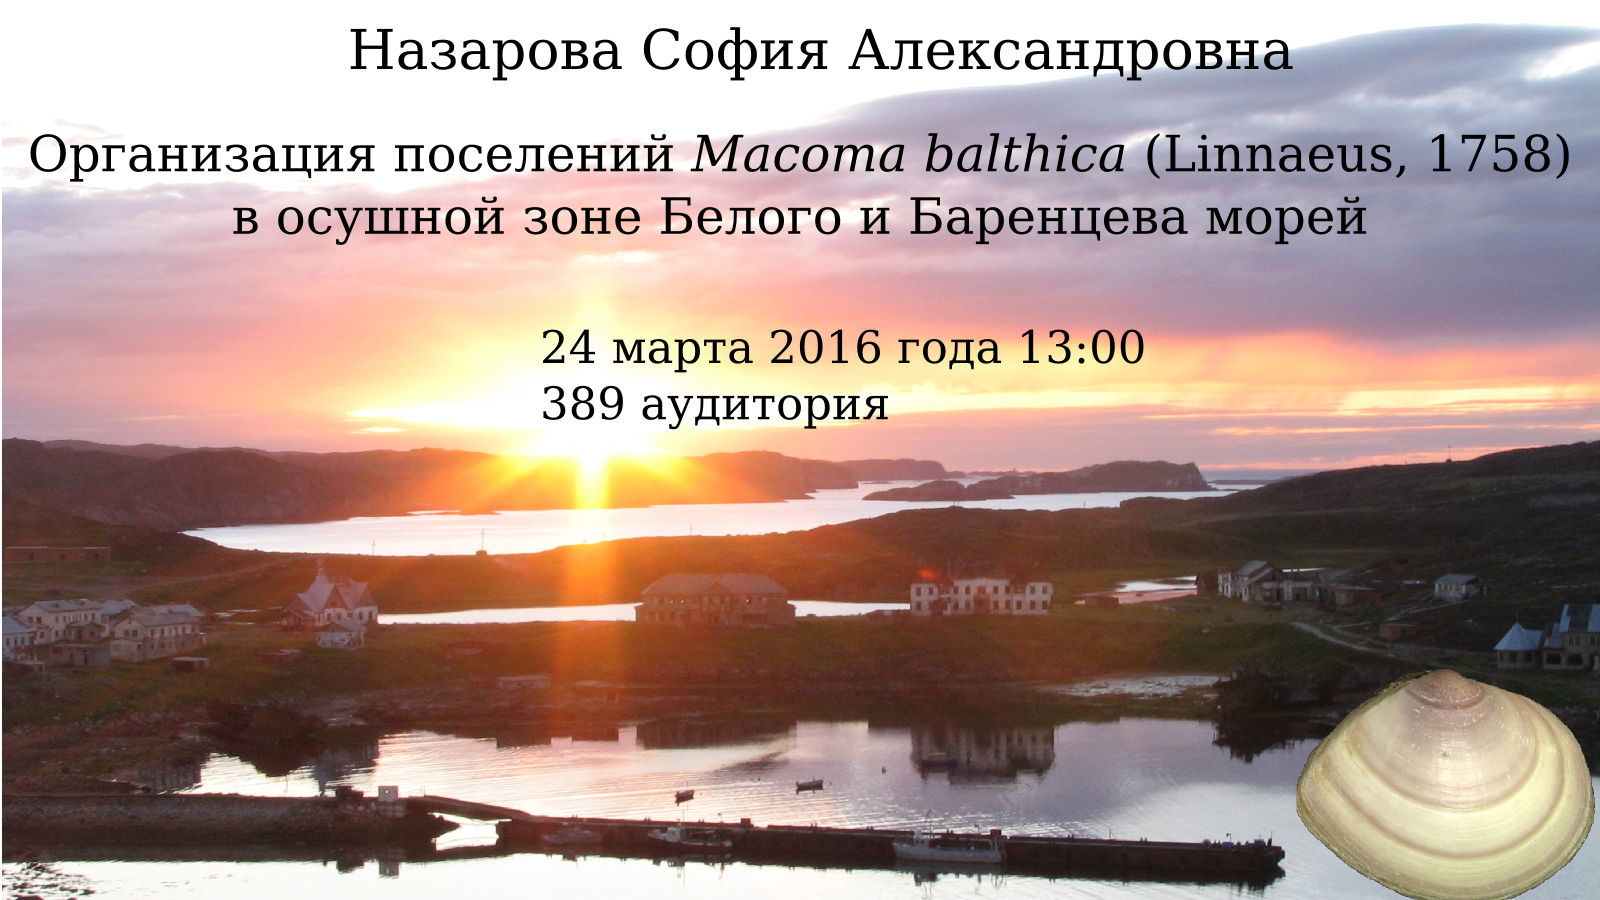 Назарова София Александровна
Организация поселений Macoma balthica (Linnaeus, 1758)
в осушной зоне Белого и Баренцева морей
24 марта 2016 года 13:00
389 аудитория